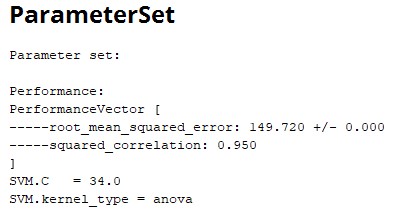 ParameterSet
Parameter set:
Performance:
PerformanceVector [
-----root_mean_squared_error: 149.720 +/- 0.000
-----squared_correlation: 0.950
]
SVM.C   = 34.0
SVM.kernel_type = anova